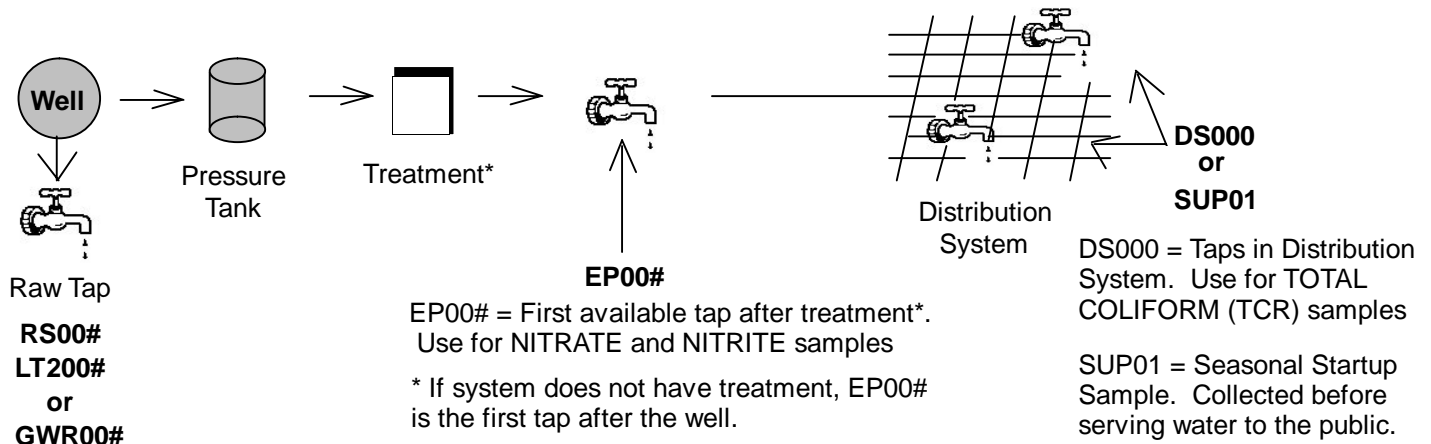 Well
Pressure
Tank
Treatment*
Raw Tap
RS00#
LT200#
or
GWR00#
EP00#
EP00# = First available tap after treatment*.
Use for NITRATE and NITRITE samples
* If system does not have treatment, EP00#
is the first tap after the well.
Distribution
System
DS000
or
SUP01
DS000 = Taps in Distribution
System. Use for TOTAL
COLIFORM (TCR) samples
SUP01 = Seasonal Startup
Sample. Collected before
serving water to the public.